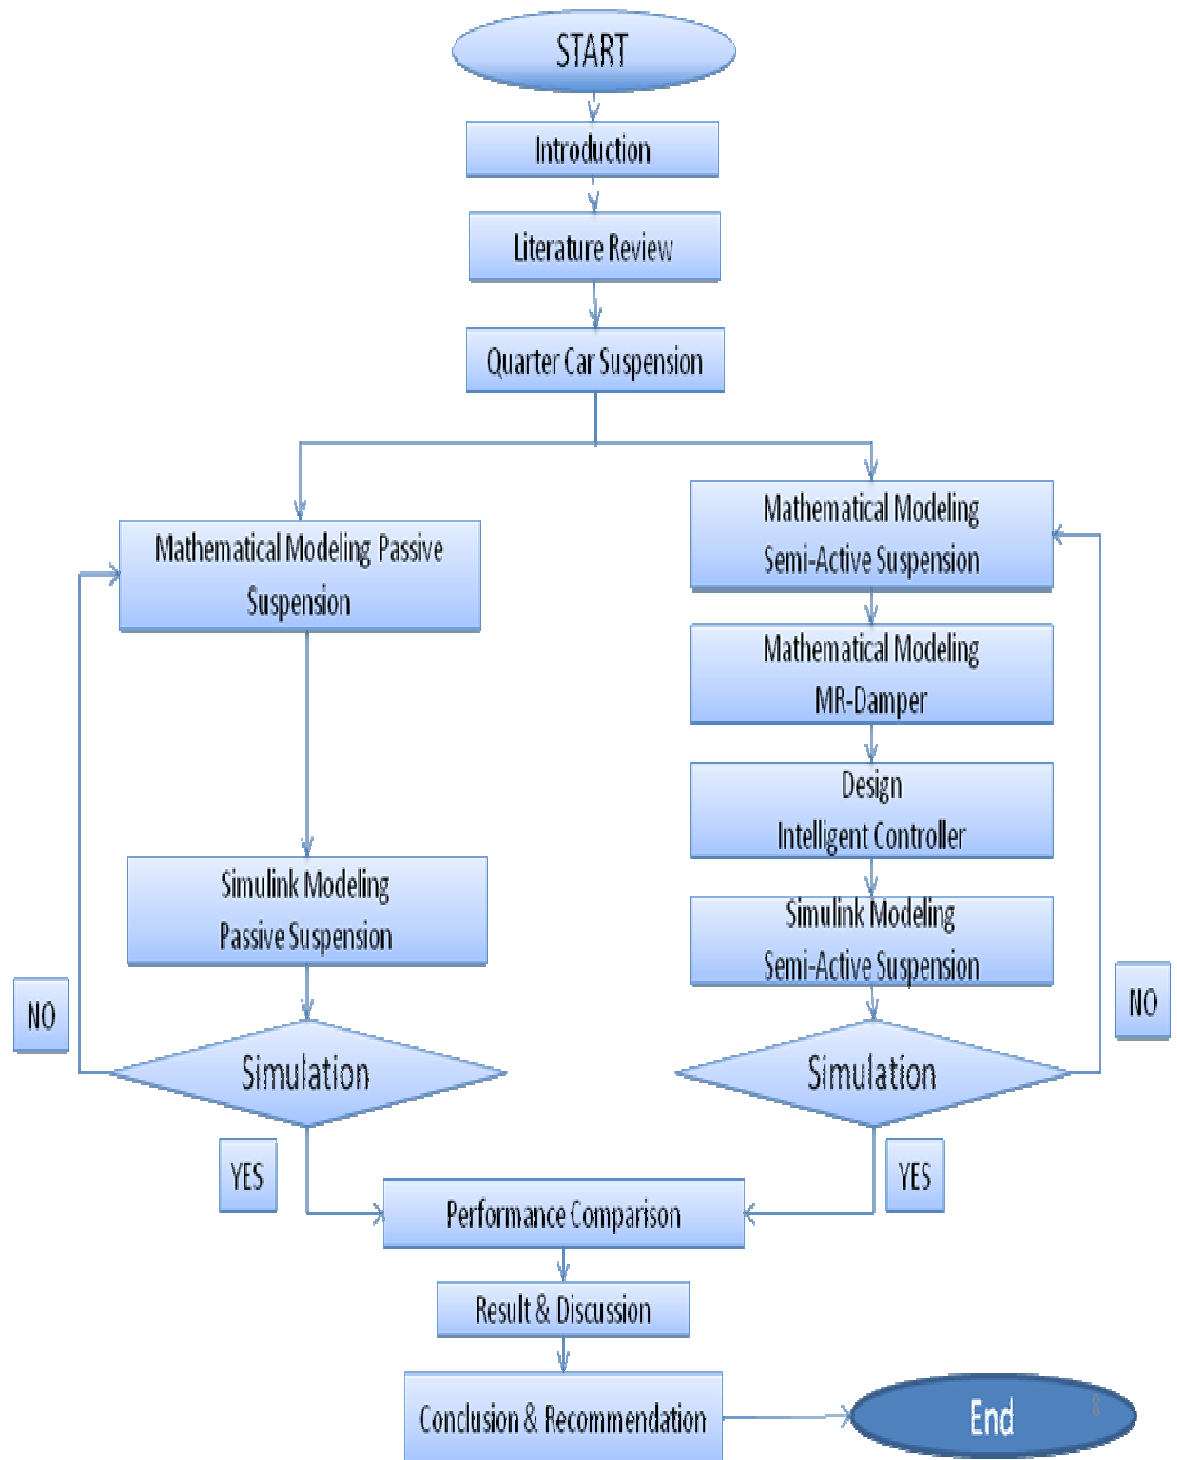 START
Introduction
Literature Review
Quarter Car Suspension
Mathematical Modeling Passive
Suspension
Simulink Modeling
Passive Suspension
NO
Simulation
YES
Mathematical Modeling
Semi-Active Suspension
Mathematical Modeling
MR-Damper
Design
Intelligent Controller
Simulink Modeling
Semi-Active Suspension
NO
Simulation
YES
Performance Comparison
Result & Discussion
Conclusion & Recommendation
End